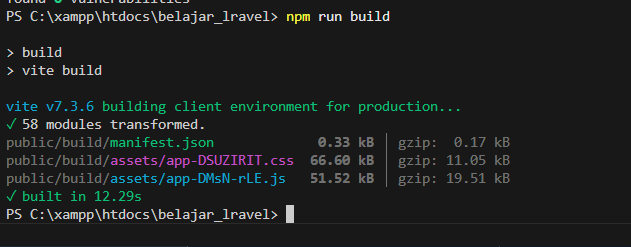 found 0 vulnerabilities
PS C:\xampp\htdocs\belajar_lravel> npm run build
> build
> vite build
vite v7.3.6 building client environment for production...
✓ 58 modules transformed.
public/build/manifest.json 0.33 kB │ gzip: 0.17 kB
public/build/assets/app-DSUZIRIT.css 66.60 kB │ gzip: 11.05 kB
public/build/assets/app-DMsN-rLE.js 51.52 kB │ gzip: 19.51 kB
✓ built in 12.29s
PS C:\xampp\htdocs\belajar_lravel>